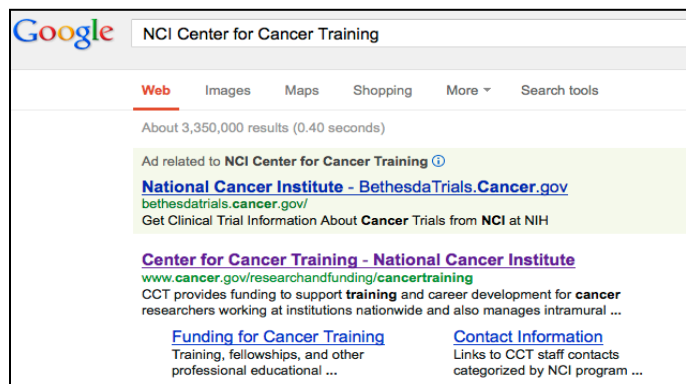 Google NCI Center for Cancer Training
Web Images Maps Shopping More Search tools
About 3,350,000 results (0.40 seconds)
Ad related to NCI Center for Cancer Training
National Cancer Institute - BethesdaTrials.Cancer.gov
bethesdatrials.cancer.gov/
Get Clinical Trial Information About Cancer Trials from NCI at NIH
Center for Cancer Training - National Cancer Institute
www.cancer.gov/researchandfunding/cancertraining
CCT provides funding to support training and career development for cancer
researchers working at institutions nationwide and also manages intramural ...
Funding for Cancer Training
Training, fellowships, and other
professional educational ...
Contact Information
Links to CCT staff contacts
categorized by NCI program ...